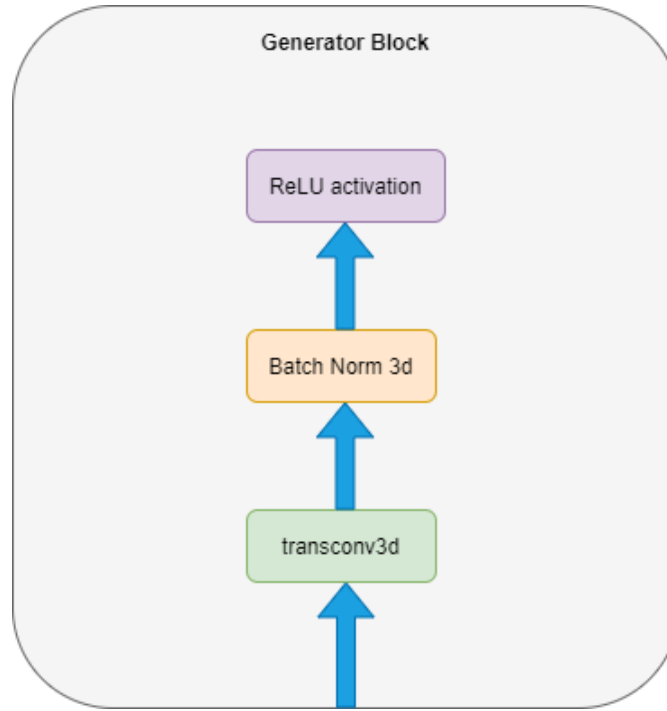 Generator Block
ReLU activation
Batch Norm 3d
transconv3d